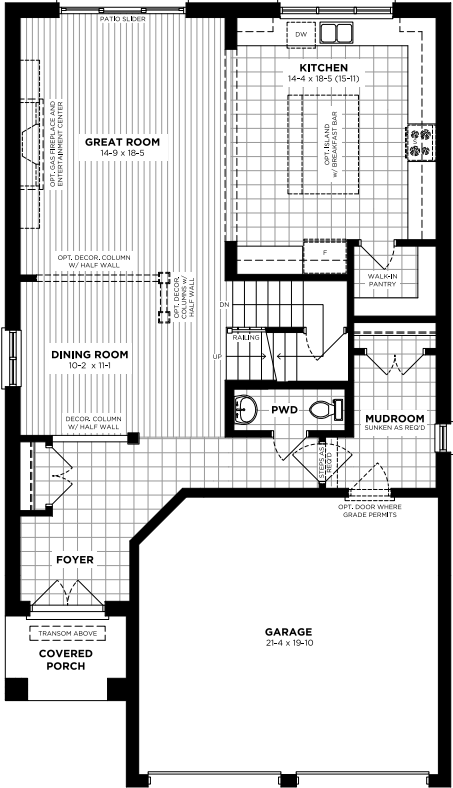 PATIO SLIDER
DW
KITCHEN
14-4 x 18-5 (15-11)
OPT. GAS FIREPLACE AND
ENTERTAINMENT CENTER
GREAT ROOM
14-9 x 18-5
OPT. ISLAND
w/ BREAKFAST BAR
OPT. DECOR. COLUMN
W/ HALF WALL
F
WALK-IN
PANTRY
OPT. DECOR.
COLUMNS w/
HALF WALL
DN
RAILING
UP
DINING ROOM
10-2 x 11-1
DECOR. COLUMN
W/ HALF WALL
PWD
MUDROOM
SUNKEN AS REQ'D
STEPS AS
REQ'D
OPT. DOOR WHERE
GRADE PERMITS
FOYER
TRANSOM ABOVE
COVERED
PORCH
GARAGE
21-4 x 19-10